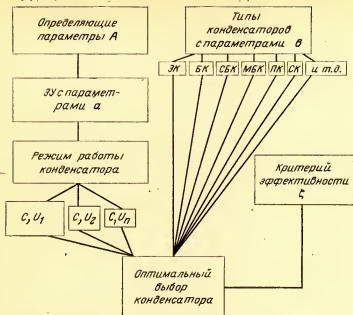 Определяющие
параметры А
Типы
конденсаторов
с параметрами в
ЭК БК СБК МБК ПК СК и т.д.
ЗУ с парамет-
рами а
Режим работы
конденсатора
Критерий
эффективности
ζ
C, U1 C, U2 C, Un
Оптимальный
выбор
конденсатора